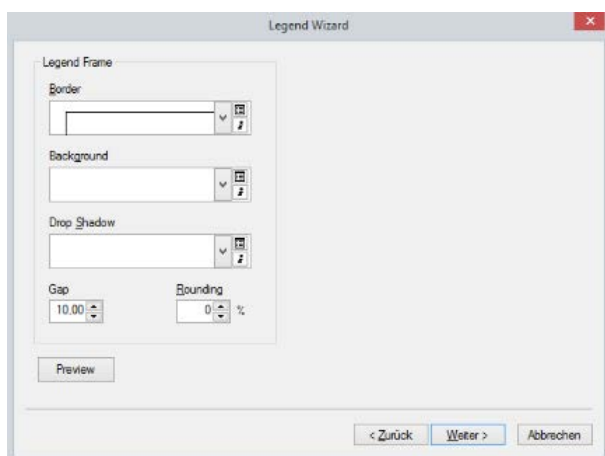 Legend Wizard
Legend Frame
Border
Background
Drop Shadow
Gap
Rounding
10,00
0
%
Preview
< Zurück
Weiter >
Abbrechen